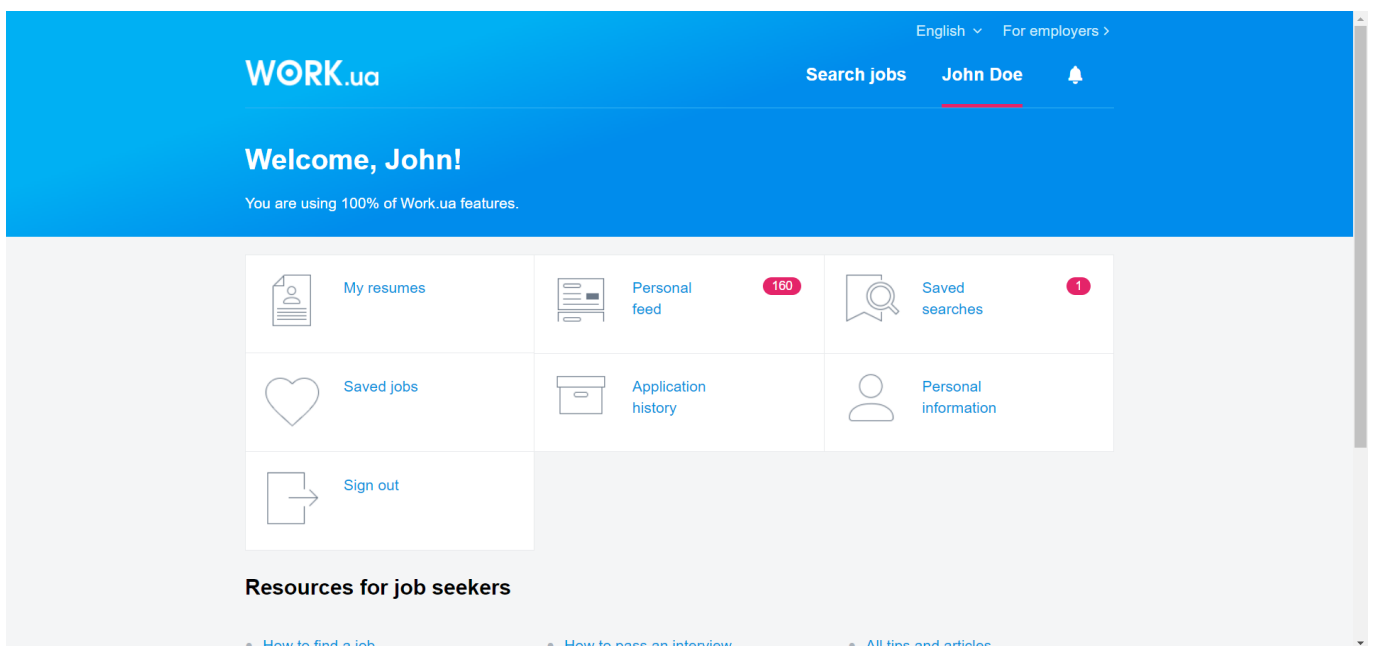 English
For employers
WORK.ua
Search jobs
John Doe
Welcome, John!
You are using 100% of Work.ua features.
My resumes
Personal
feed
160
Saved
searches
1
Saved jobs
Application
history
Personal
information
Sign out
Resources for job seekers
How to find a job
How to pass an interview
All tips and articles